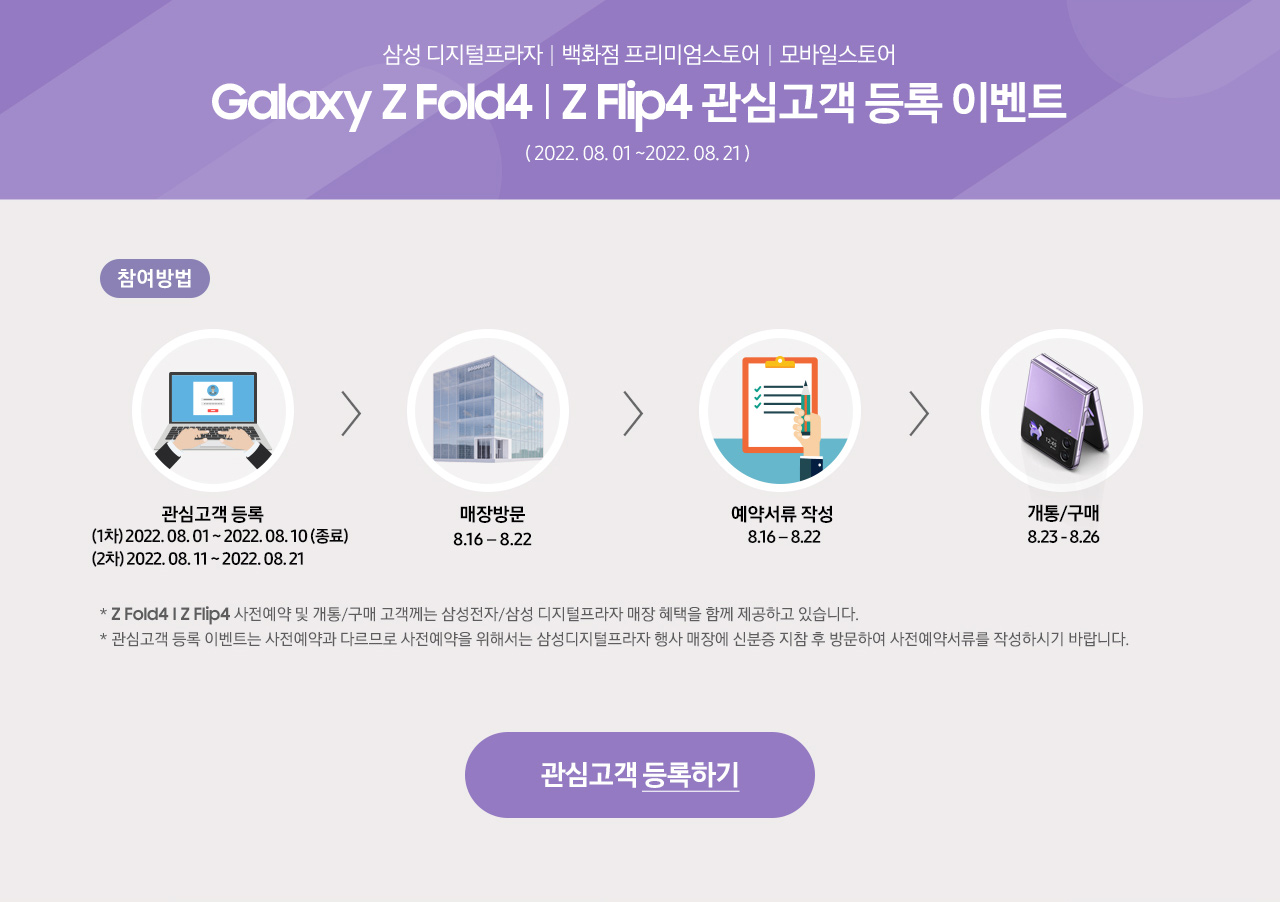 삼성 디지털프라자 | 백화점 프리미엄스토어 | 모바일스토어
Galaxy Z Fold4 | Z Flip4 관심고객 등록 이벤트
( 2022. 08. 01 ~2022. 08. 21 )
참여방법
관심고객 등록
(1차) 2022. 08. 01 ~ 2022. 08. 10 (종료)
(2차) 2022. 08. 11 ~ 2022. 08. 21
매장방문
8.16 – 8.22
예약서류 작성
8.16 – 8.22
개통/구매
8.23 - 8.26
* Z Fold4 I Z Flip4 사전예약 및 개통/구매 고객께는 삼성전자/삼성 디지털프라자 매장 혜택을 함께 제공하고 있습니다.
* 관심고객 등록 이벤트는 사전예약과 다르므로 사전예약을 위해서는 삼성디지털프라자 행사 매장에 신분증 지참 후 방문하여 사전예약서류를 작성하시기 바랍니다.
관심고객 등록하기